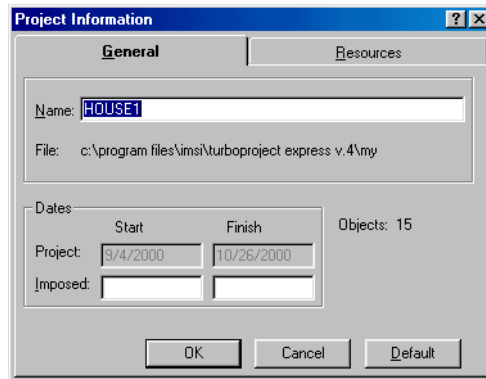 Project Information
General Resources
Name: HOUSE1
File: c:\program files\imsi\turboproject express v.4\my
Dates
Start Finish
Objects: 15
Project: 9/4/2000 10/26/2000
Imposed:
OK Cancel Default